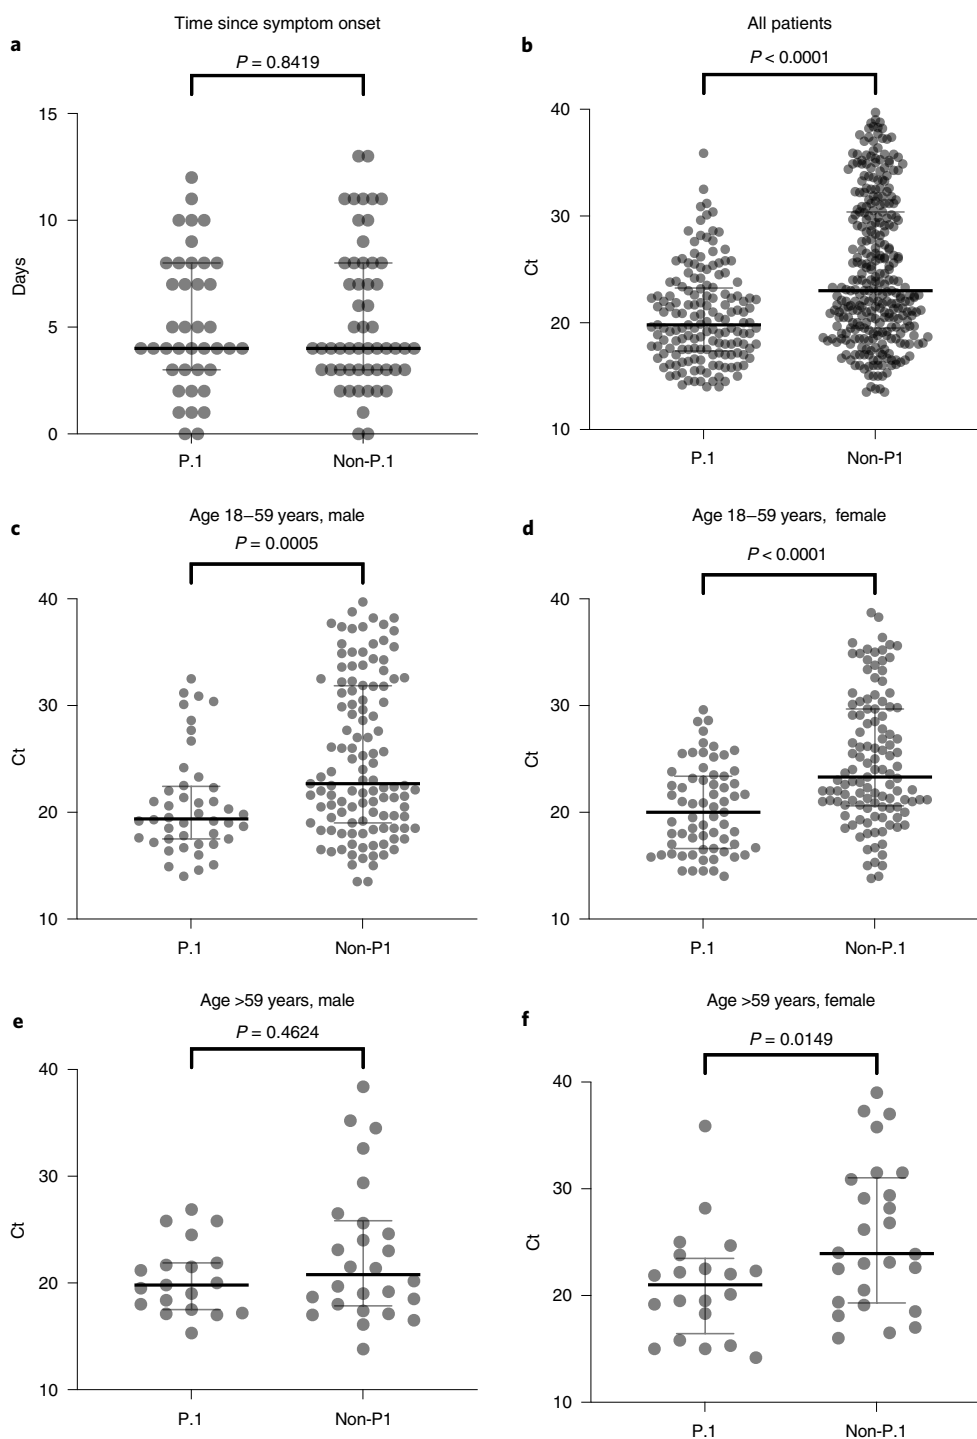 a
Time since symptom onset
P = 0.8419
Days
15
10
5
0
P.1
Non-P.1
b
All patients
P < 0.0001
Ct
40
30
20
10
P.1
Non-P1
c
Age 18–59 years, male
P = 0.0005
Ct
40
30
20
10
P.1
Non-P1
d
Age 18–59 years, female
P < 0.0001
Ct
40
30
20
10
P.1
Non-P.1
e
Age >59 years, male
P = 0.4624
Ct
40
30
20
10
P.1
Non-P1
f
Age >59 years, female
P = 0.0149
Ct
40
30
20
10
P.1
Non-P.1